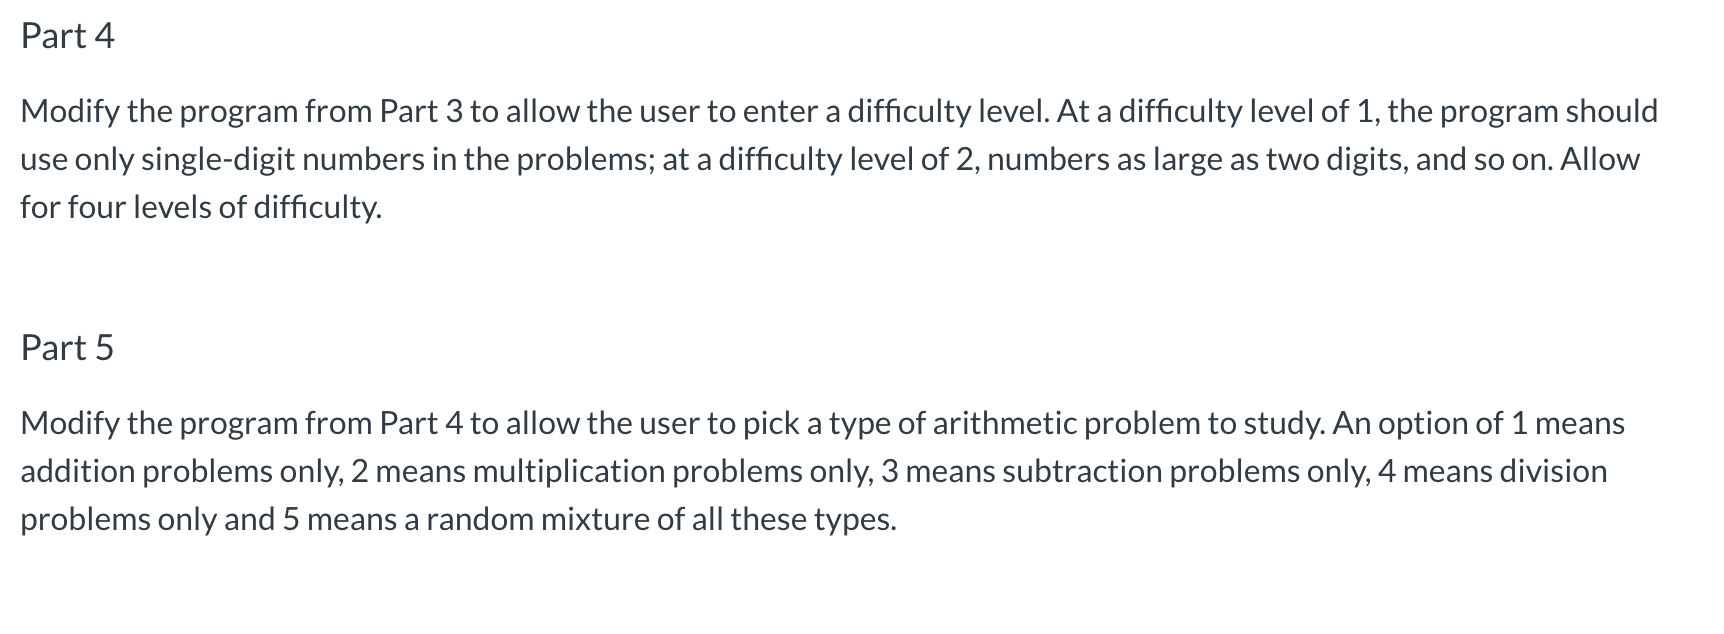 Part 4
Modify the program from Part 3 to allow the user to enter a difficulty level. At a difficulty level of 1, the program should
use only single-digit numbers in the problems; at a difficulty level of 2, numbers as large as two digits, and so on. Allow
for four levels of difficulty.
Part 5
Modify the program from Part 4 to allow the user to pick a type of arithmetic problem to study. An option of 1 means
addition problems only, 2 means multiplication problems only, 3 means subtraction problems only, 4 means division
problems only and 5 means a random mixture of all these types.